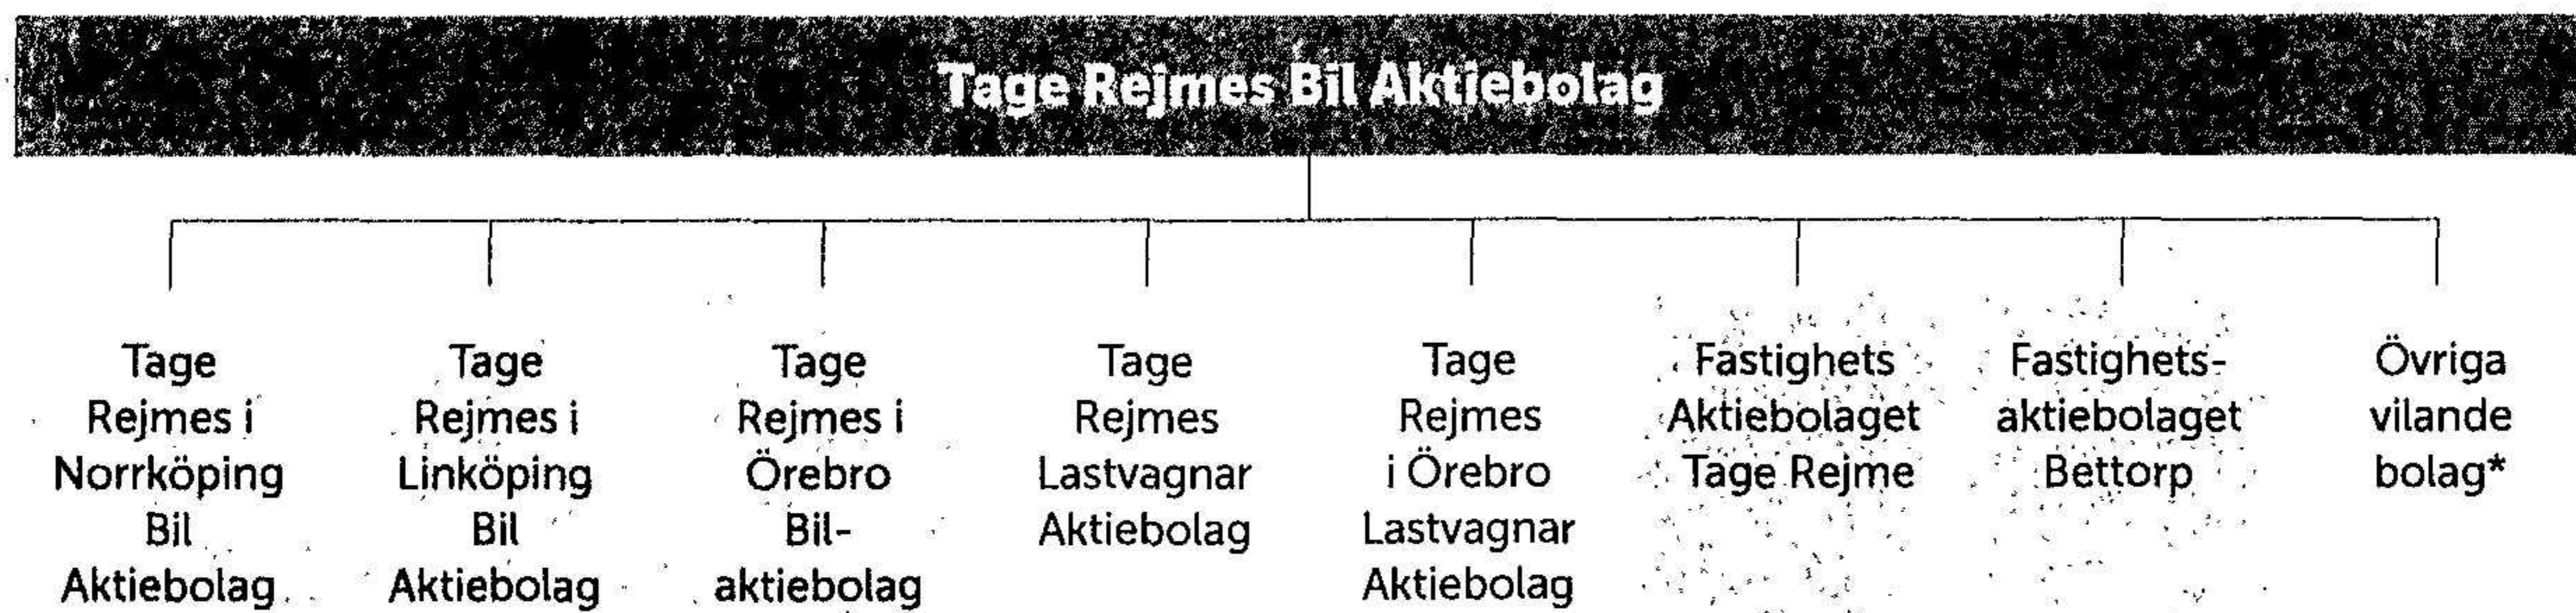 Tage Rejmes Bil Aktiebolag
Tage
Rejmes i
Norrköping
Bil
Aktiebolag
Tage
Rejmes i
Linköping
Bil
Aktiebolag
Tage
Rejmes i
Örebro
Bil-
aktiebolag
Tage
Rejmes
Lastvagnar
Aktiebolag
Tage
Rejmes
i Örebro
Lastvagnar
Aktiebolag
Fastighets
Aktiebolaget
Tage Rejme
Fastighets-
aktiebolaget
Bettorp
Övriga
vilande
bolag*